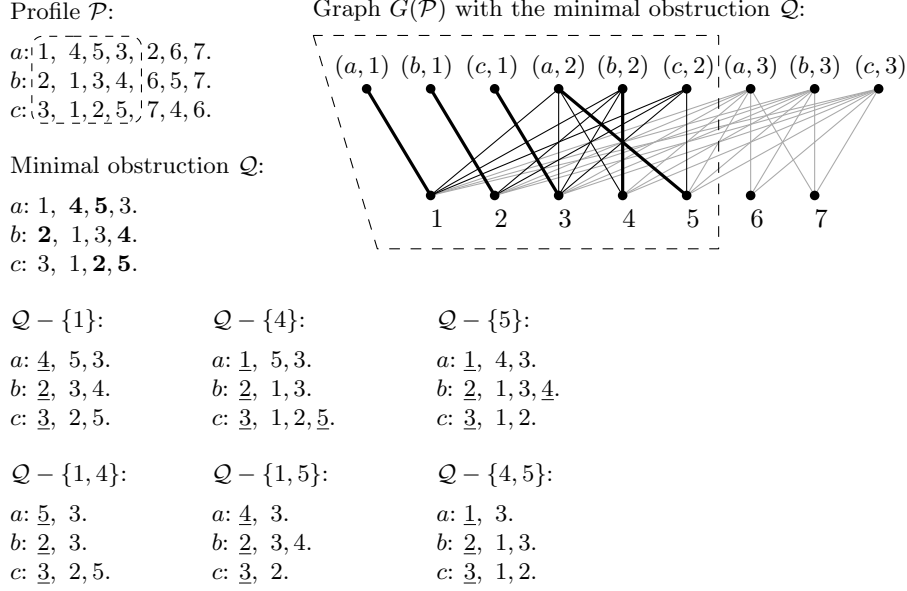 Profile 𝒫:
a: 1, 4, 5, 3, 2, 6, 7.
b: 2, 1, 3, 4, 6, 5, 7.
c: 3, 1, 2, 5, 7, 4, 6.
Minimal obstruction 𝒬:
a: 1, 4, 5, 3.
b: 2, 1, 3, 4.
c: 3, 1, 2, 5.
Graph G(𝒫) with the minimal obstruction 𝒬:
(a, 1) (b, 1) (c, 1) (a, 2) (b, 2) (c, 2) (a, 3) (b, 3) (c, 3)
1 2 3 4 5 6 7
𝒬 − {1}:
a: 4, 5, 3.
b: 2, 3, 4.
c: 3, 2, 5.
𝒬 − {4}:
a: 1, 5, 3.
b: 2, 1, 3.
c: 3, 1, 2, 5.
𝒬 − {5}:
a: 1, 4, 3.
b: 2, 1, 3, 4.
c: 3, 1, 2.
𝒬 − {1, 4}:
a: 5, 3.
b: 2, 3.
c: 3, 2, 5.
𝒬 − {1, 5}:
a: 4, 3.
b: 2, 3, 4.
c: 3, 2.
𝒬 − {4, 5}:
a: 1, 3.
b: 2, 1, 3.
c: 3, 1, 2.